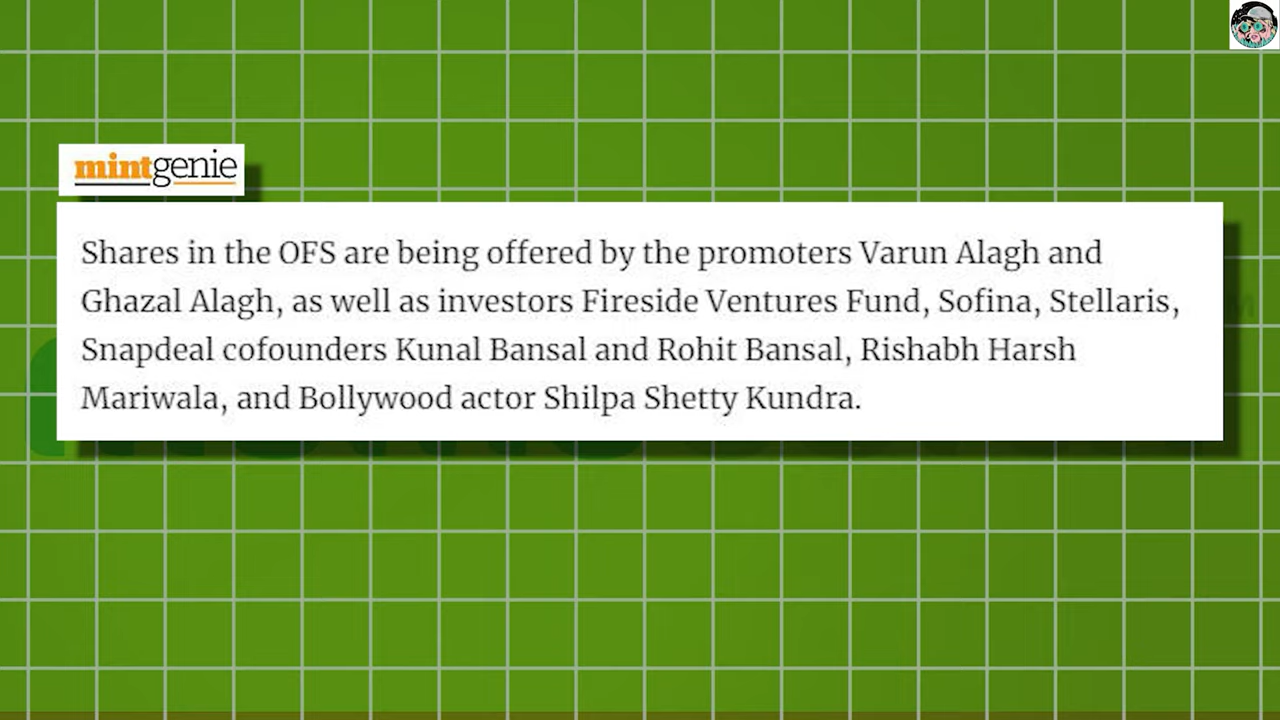 mintgenie
Shares in the OFS are being offered by the promoters Varun Alagh and
Ghazal Alagh, as well as investors Fireside Ventures Fund, Sofina, Stellaris,
Snapdeal cofounders Kunal Bansal and Rohit Bansal, Rishabh Harsh
Mariwala, and Bollywood actor Shilpa Shetty Kundra.